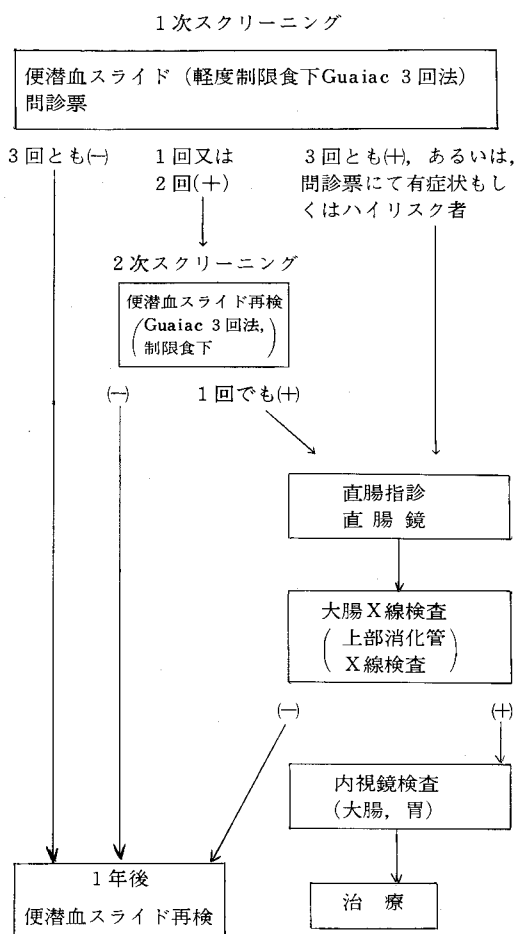 1次スクリーニング
便潜血スライド（軽度制限食下Guaiac 3回法）
問診票
3回とも(−)
1回又は
2回(+)
3回とも(+)，あるいは，
問診票にて有症状もし
くはハイリスク者
2次スクリーニング
便潜血スライド再検
(Guaiac 3回法，
制限食下)
(−)
1回でも(+)
直腸指診
直腸鏡
大腸X線検査
(上部消化管
X線検査)
(−)
(+)
内視鏡検査
(大腸，胃)
1年後
便潜血スライド再検
治療